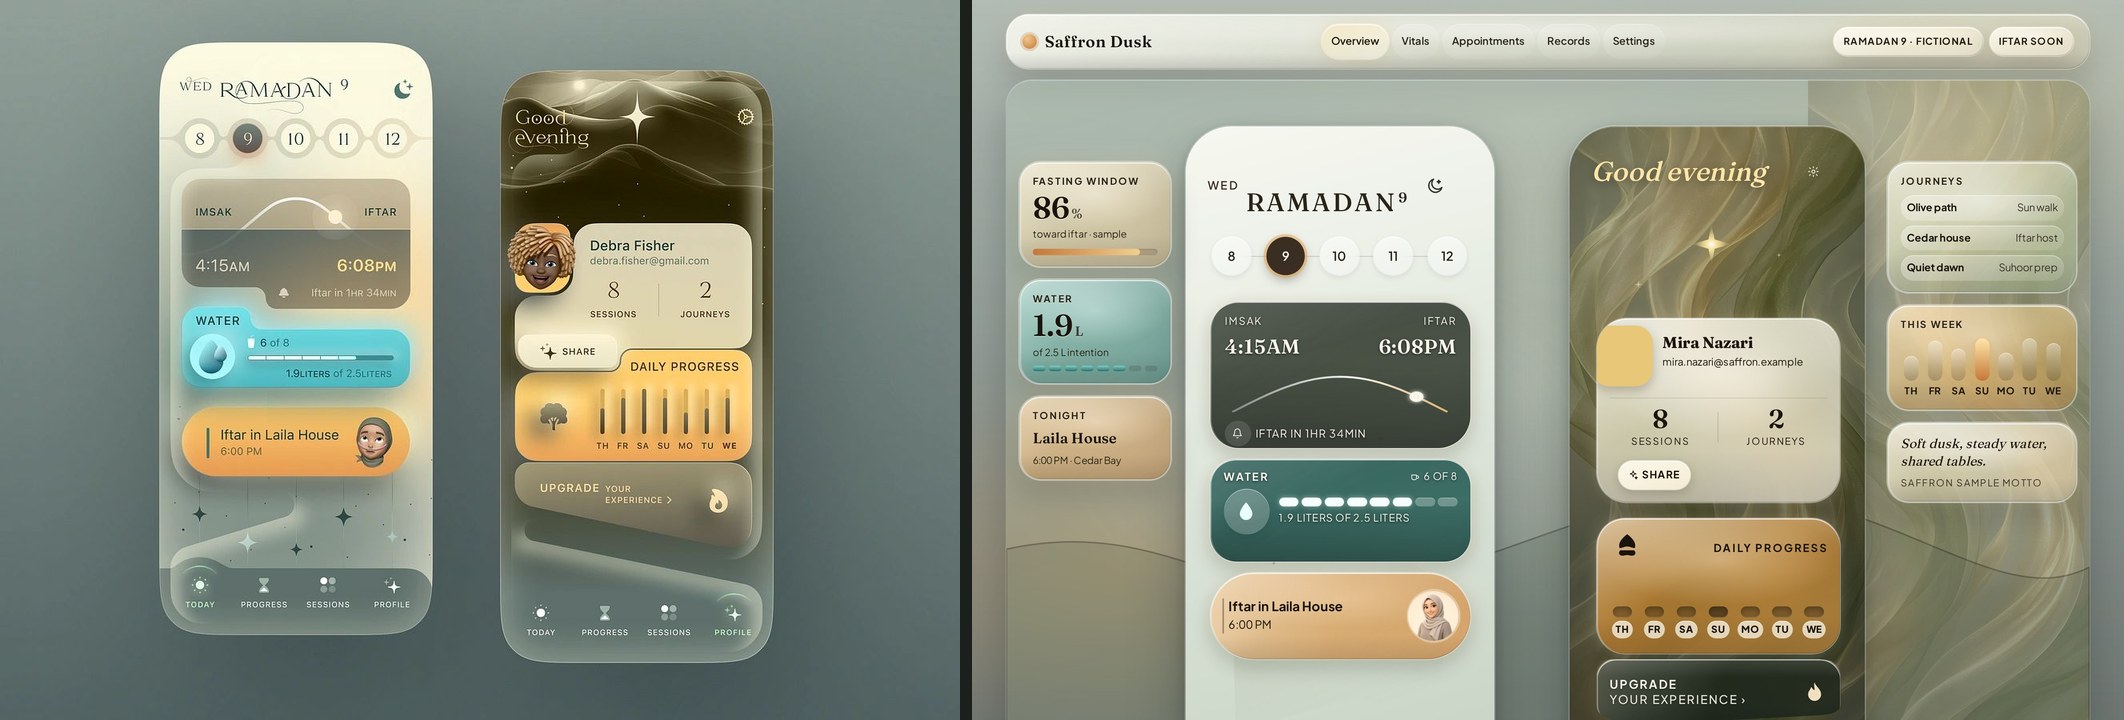 WED RAMADAN 9
8 9 10 11 12
IMSAK IFTAR
4:15AM 6:08PM
Iftar in 1HR 34MIN
WATER
6 of 8
1.9LITERS of 2.5LITERS
Iftar in Laila House
6:00 PM
TODAY PROGRESS SESSIONS PROFILE
Good
evening
Debra Fisher
debra.fisher@gmail.com
8 2
SESSIONS JOURNEYS
SHARE
DAILY PROGRESS
TH FR SA SU MO TU WE
UPGRADE YOUR
EXPERIENCE >
TODAY PROGRESS SESSIONS PROFILE
Saffron Dusk
Overview Vitals Appointments Records Settings
RAMADAN 9 · FICTIONAL IFTAR SOON
FASTING WINDOW
86%
toward iftar · sample
WATER
1.9L
of 2.5 L intention
TONIGHT
Laila House
6:00 PM · Cedar Bay
WED
RAMADAN 9
8 9 10 11 12
IMSAK IFTAR
4:15AM 6:08PM
IFTAR IN 1HR 34MIN
WATER 6 OF 8
1.9 LITERS OF 2.5 LITERS
Iftar in Laila House
6:00 PM
Good evening
Mira Nazari
mira.nazari@saffron.example
8 2
SESSIONS JOURNEYS
SHARE
DAILY PROGRESS
TH FR SA SU MO TU WE
UPGRADE
YOUR EXPERIENCE ›
JOURNEYS
Olive path Sun walk
Cedar house Iftar host
Quiet dawn Suhoor prep
THIS WEEK
TH FR SA SU MO TU WE
Soft dusk, steady water,
shared tables.
SAFFRON SAMPLE MOTTO